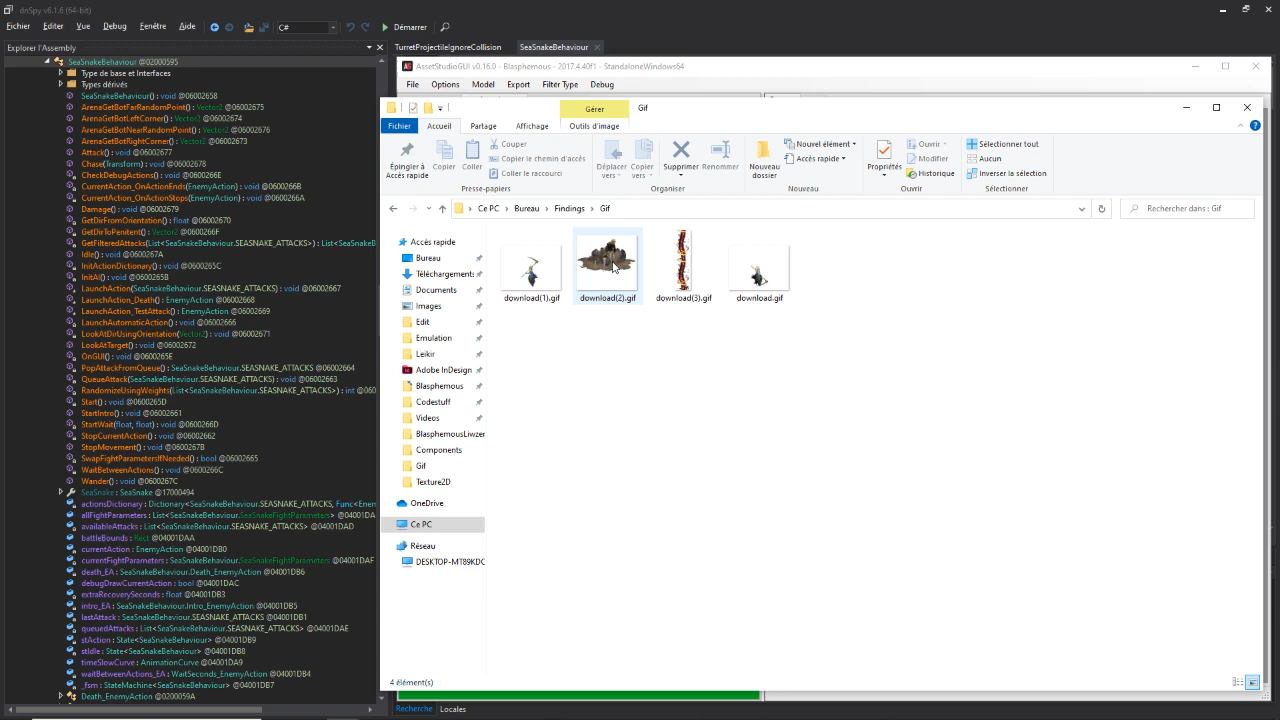 dnSpy v6.1.6 (64-bit)
Fichier Editer Vue Debug Fenêtre Aide C# Démarrer
Explorer l'Assembly
SeaSnakeBehaviour @02000595
Type de base et Interfaces
Types dérivés
SeaSnakeBehaviour() : void @06002658
ArenaGetBotFarRandomPoint() : Vector2 @06002675
ArenaGetBotLeftCorner() : Vector2 @06002674
ArenaGetBotNearRandomPoint() : Vector2 @06002676
ArenaGetBotRightCorner() : Vector2 @06002673
Attack() : void @06002677
Chase(Transform) : void @06002678
CheckDebugActions() : void @0600266E
CurrentAction_OnActionEnds(EnemyAction) : void @0600266B
CurrentAction_OnActionStops(EnemyAction) : void @0600266A
Damage() : void @06002679
GetDirFromOrientation() : float @06002670
GetDirToPenitent() : Vector2 @0600266F
GetFilteredAttacks(List<SeaSnakeBehaviour.SEASNAKE_ATTACKS>) : List<SeaSnakeB
Idle() : void @0600267A
InitActionDictionary() : void @0600265C
InitAI() : void @0600265B
LaunchAction(SeaSnakeBehaviour.SEASNAKE_ATTACKS) : void @06002667
LaunchAction_Death() : EnemyAction @06002668
LaunchAction_TestAttack() : EnemyAction @06002669
LaunchAutomaticAction() : void @06002666
LookAtDirUsingOrientation(Vector2) : void @06002671
LookAtTarget() : void @06002672
OnGUI() : void @0600265E
PopAttackFromQueue() : SeaSnakeBehaviour.SEASNAKE_ATTACKS @06002664
QueueAttack(SeaSnakeBehaviour.SEASNAKE_ATTACKS) : void @06002663
RandomizeUsingWeights(List<SeaSnakeBehaviour.SEASNAKE_ATTACKS>) : int @060
Start() : void @0600265D
StartIntro() : void @06002661
StartWait(float, float) : void @0600266D
StopCurrentAction() : void @06002662
StopMovement() : void @0600267B
SwapFightParametersIfNeeded() : bool @06002665
WaitBetweenActions() : void @0600266C
Wander() : void @0600267C
SeaSnake : SeaSnake @17000494
actionsDictionary : Dictionary<SeaSnakeBehaviour.SEASNAKE_ATTACKS, Func<Enem
allFightParameters : List<SeaSnakeBehaviour.SeaSnakeFightParameters> @04001DA
availableAttacks : List<SeaSnakeBehaviour.SEASNAKE_ATTACKS> @04001DAD
battleBounds : Rect @04001DAA
currentAction : EnemyAction @04001DB0
currentFightParameters : SeaSnakeBehaviour.SeaSnakeFightParameters @04001DAF
death_EA : SeaSnakeBehaviour.Death_EnemyAction @04001DB6
debugDrawCurrentAction : bool @04001DAC
extraRecoverySeconds : float @04001DB3
intro_EA : SeaSnakeBehaviour.Intro_EnemyAction @04001DB5
lastAttack : SeaSnakeBehaviour.SEASNAKE_ATTACKS @04001DB1
queuedAttacks : List<SeaSnakeBehaviour.SEASNAKE_ATTACKS> @04001DAE
stAction : State<SeaSnakeBehaviour> @04001DB9
stIdle : State<SeaSnakeBehaviour> @04001DB8
timeSlowCurve : AnimationCurve @04001DA9
waitBetweenActions_EA : WaitSeconds_EnemyAction @04001DB4
_fsm : StateMachine<SeaSnakeBehaviour> @04001DB7
Death_EnemyAction @0200059A
TurretProjectileIgnoreCollision SeaSnakeBehaviour
AssetStudioGUI v0.16.0 - Blasphemous - 2017.4.40f1 - StandaloneWindows64
File Options Model Export Filter Type Debug
Gérer Gif
Fichier Accueil Partage Affichage Outils d'image
Épingler à Accès rapide
Copier
Coller
Couper
Copier le chemin d'accès
Coller le raccourci
Presse-papiers
Déplacer vers
Copier vers
Supprimer
Renommer
Organiser
Nouveau dossier
Nouvel élément
Accès rapide
Nouveau
Propriétés
Ouvrir
Modifier
Historique
Ouvrir
Sélectionner tout
Aucun
Inverser la sélection
Sélectionner
Ce PC > Bureau > Findings > Gif
Rechercher dans : Gif
Accès rapide
Bureau
Téléchargements
Documents
Images
Edit
Emulation
Leikir
Adobe InDesign
Blasphemous
Codestuff
Videos
BlasphemousLiwzer
Components
Gif
Texture2D
OneDrive
Ce PC
Réseau
DESKTOP-MT89KDC
download(1).gif download(2).gif download(3).gif download.gif
4 élément(s)
Recherche Locales